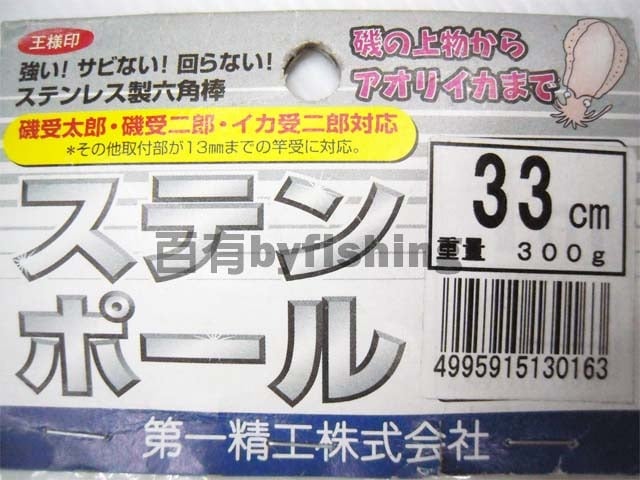 王様印
強い！サビない！回らない！
ステンレス製六角棒
磯の上物から
アオリイカまで
磯受太郎・磯受二郎・イカ受二郎対応
*その他取付部が13mmまでの竿受に対応。
ステン
ポール
33cm
重量 300g
百有byfishing
4995915130163
第一精工株式会社